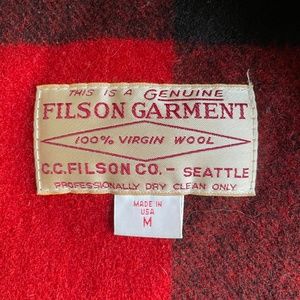 THIS IS A GENUINE
FILSON GARMENT
100% VIRGIN WOOL
C.C. FILSON CO. - SEATTLE
PROFESSIONALLY DRY CLEAN ONLY
MADE IN
USA
M